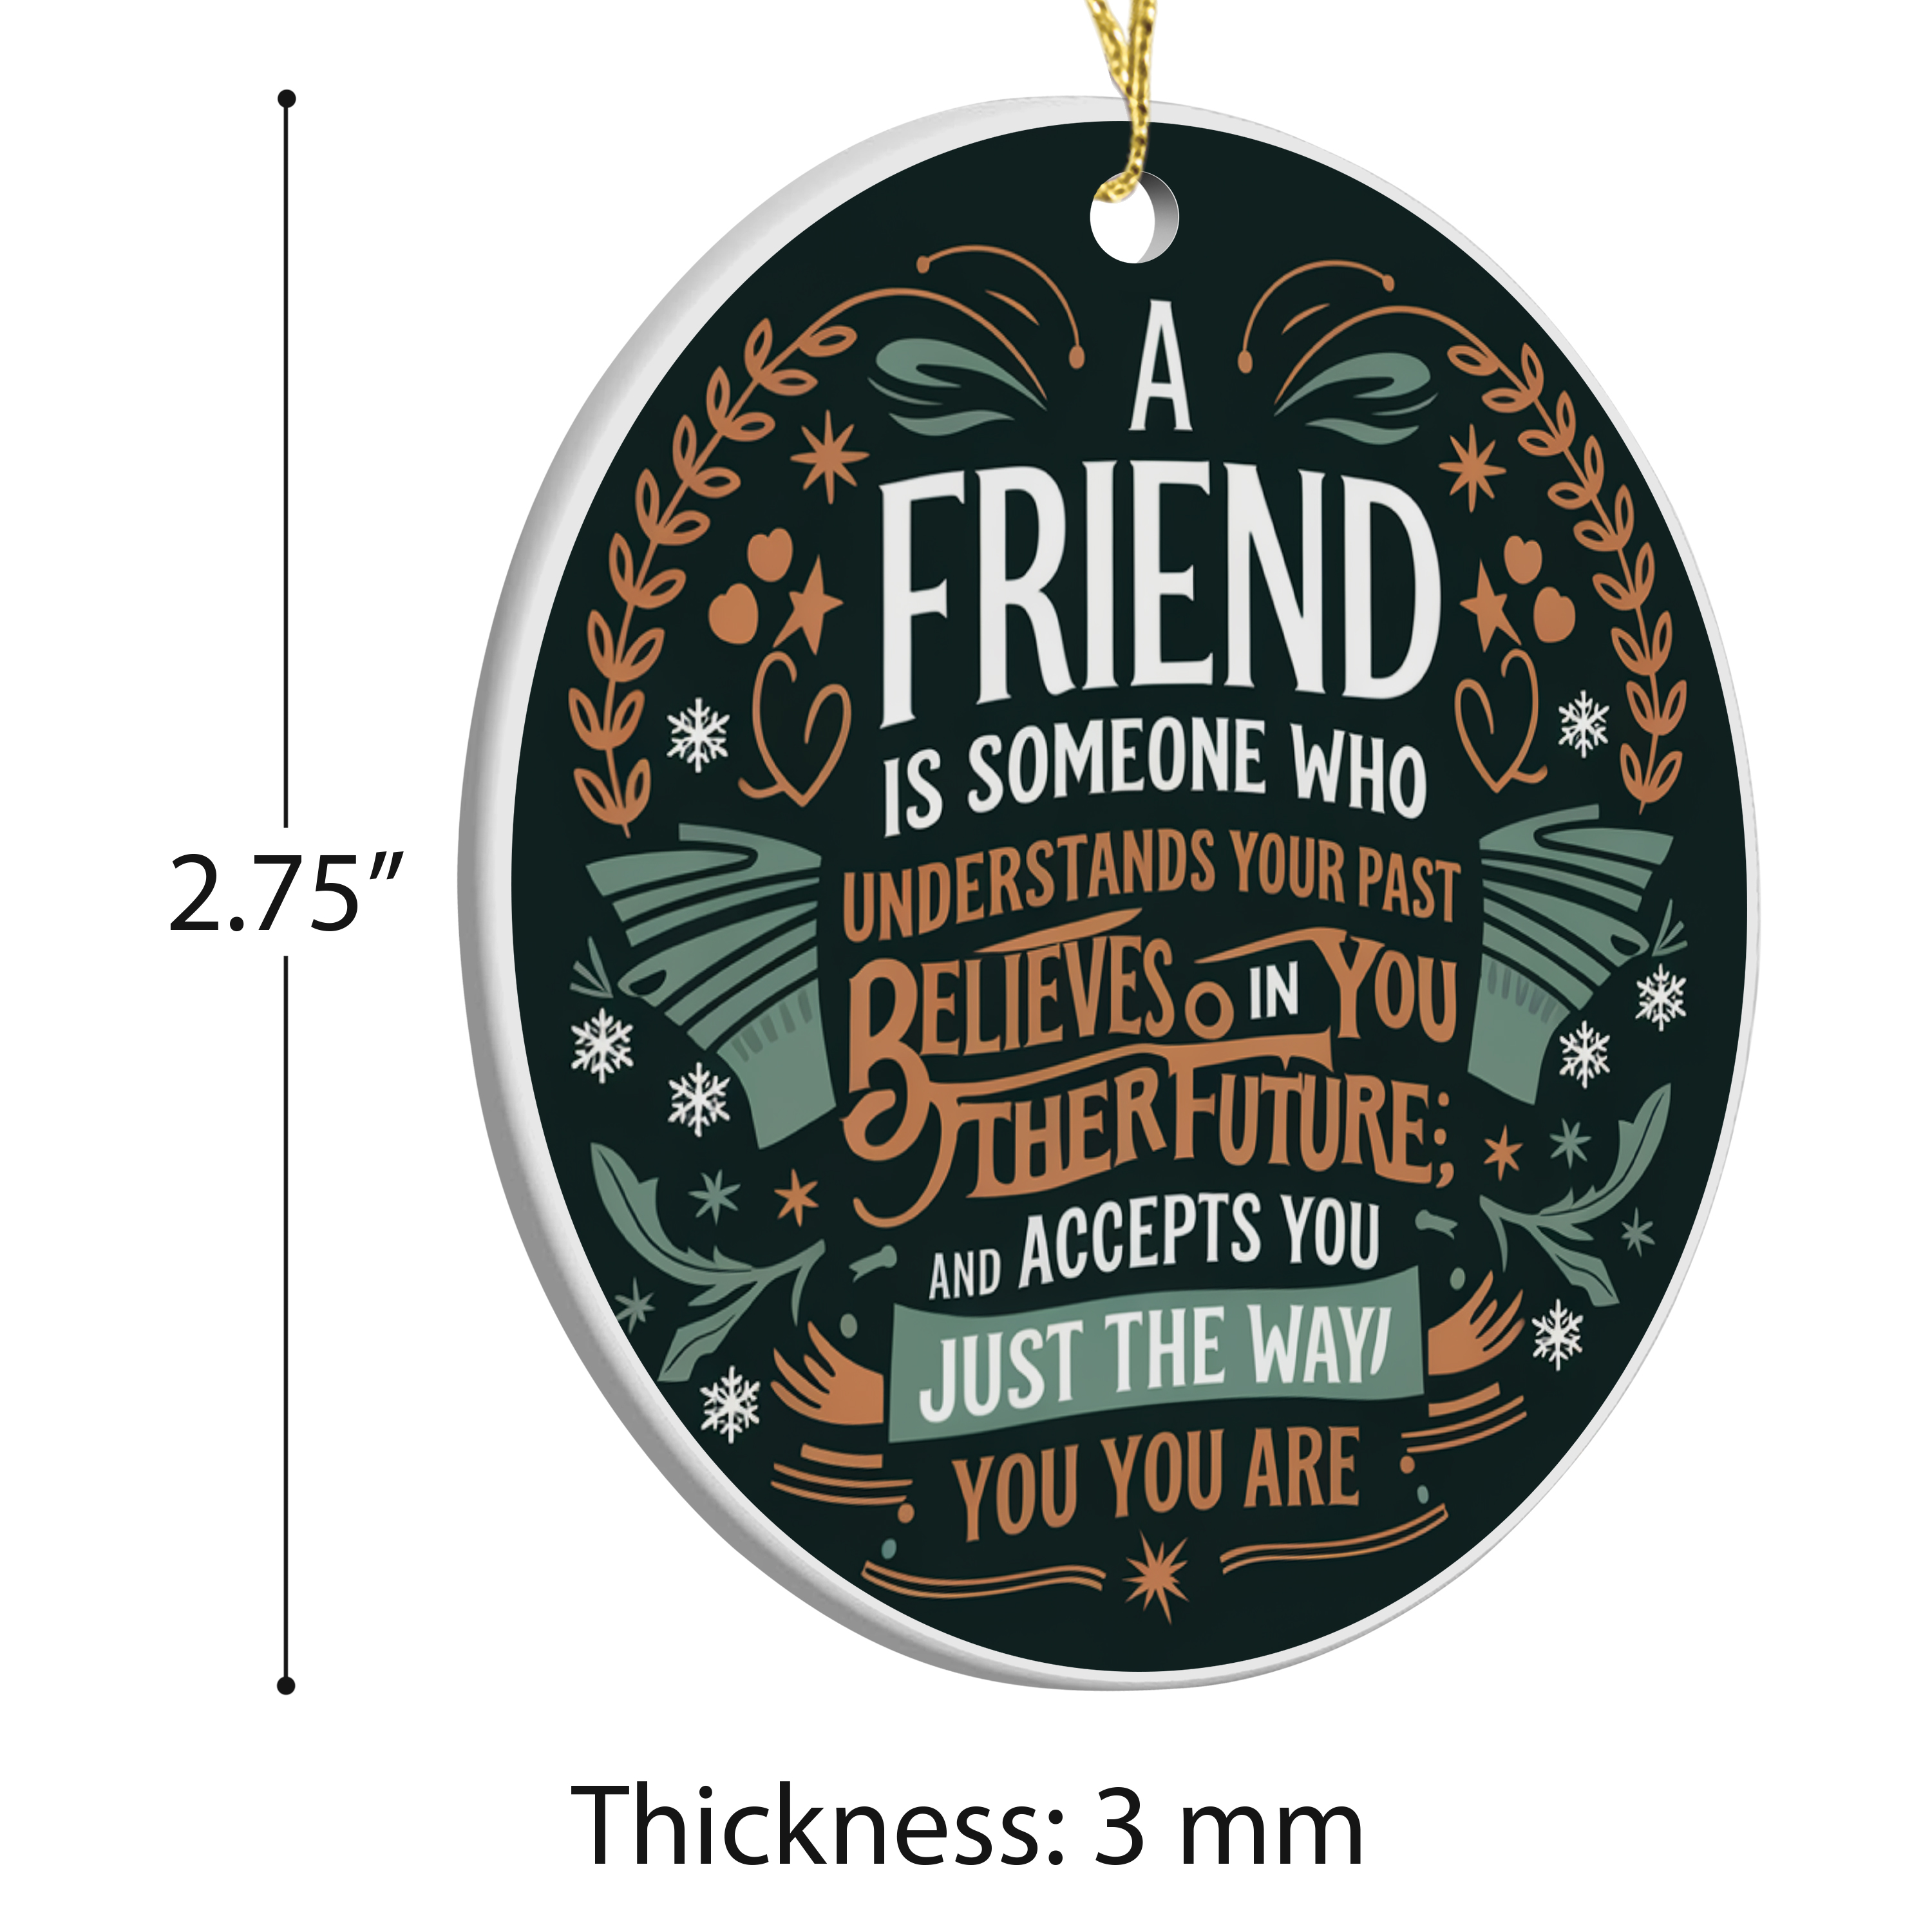 A
FRIEND
IS SOMEONE WHO
UNDERSTANDS YOUR PAST
BELIEVES IN YOU
THER FUTURE;
AND ACCEPTS YOU
JUST THE WAY
YOU YOU ARE
2.75"
Thickness: 3 mm